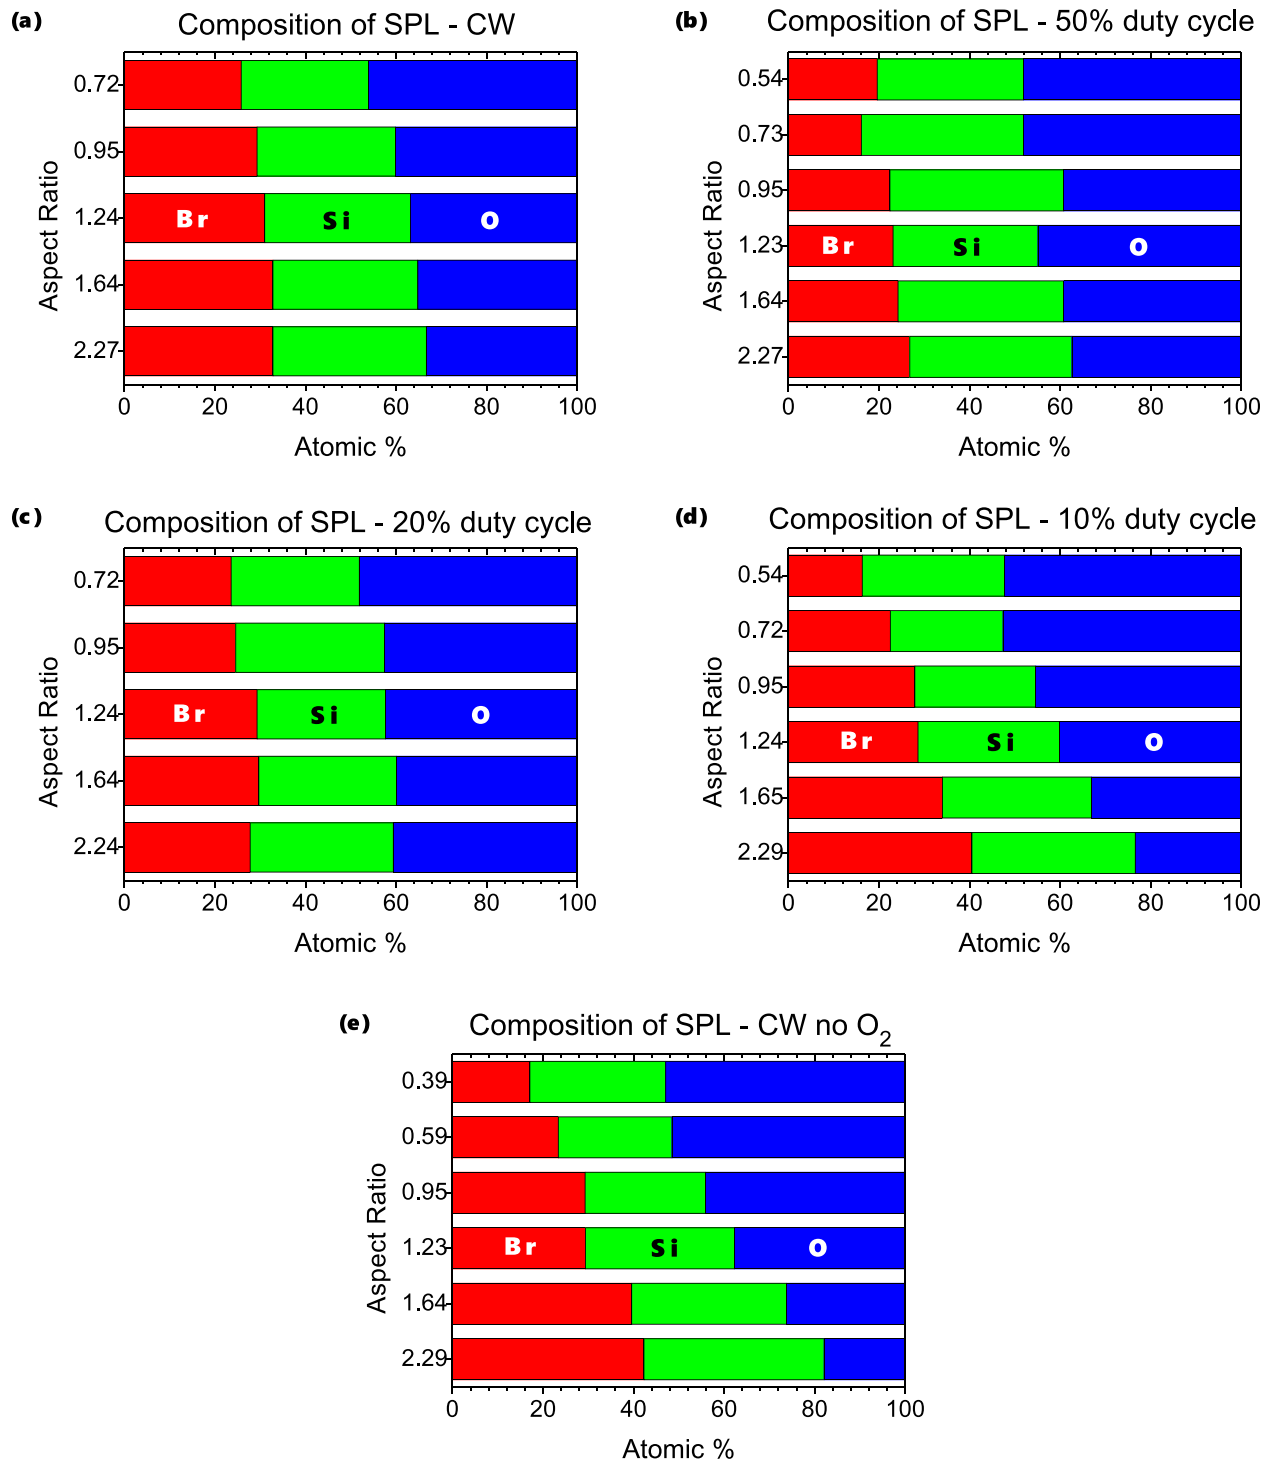 (a) Composition of SPL - CW
Aspect Ratio
0.72
0.95
1.24 Br Si O
1.64
2.27
0 20 40 60 80 100
Atomic %
(b) Composition of SPL - 50% duty cycle
Aspect Ratio
0.54
0.73
0.95
1.23 Br Si O
1.64
2.27
0 20 40 60 80 100
Atomic %
(c) Composition of SPL - 20% duty cycle
Aspect Ratio
0.72
0.95
1.24 Br Si O
1.64
2.24
0 20 40 60 80 100
Atomic %
(d) Composition of SPL - 10% duty cycle
Aspect Ratio
0.54
0.72
0.95
1.24 Br Si O
1.65
2.29
0 20 40 60 80 100
Atomic %
(e) Composition of SPL - CW no O2
Aspect Ratio
0.39
0.59
0.95
1.23 Br Si O
1.64
2.29
0 20 40 60 80 100
Atomic %